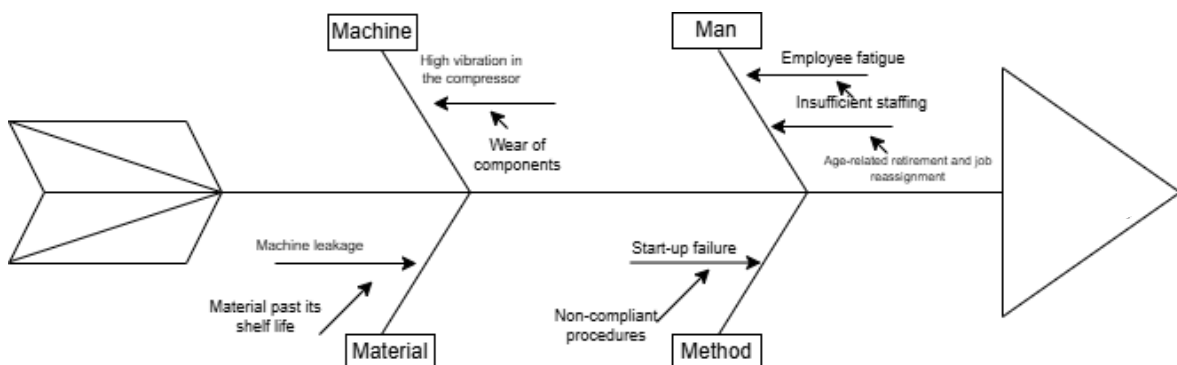 Machine
Man
High vibration in
the compressor
Employee fatigue
Insufficient staffing
Wear of
components
Age-related retirement and job
reassignment
Machine leakage
Start-up failure
Material past its
shelf life
Non-compliant
procedures
Material
Method